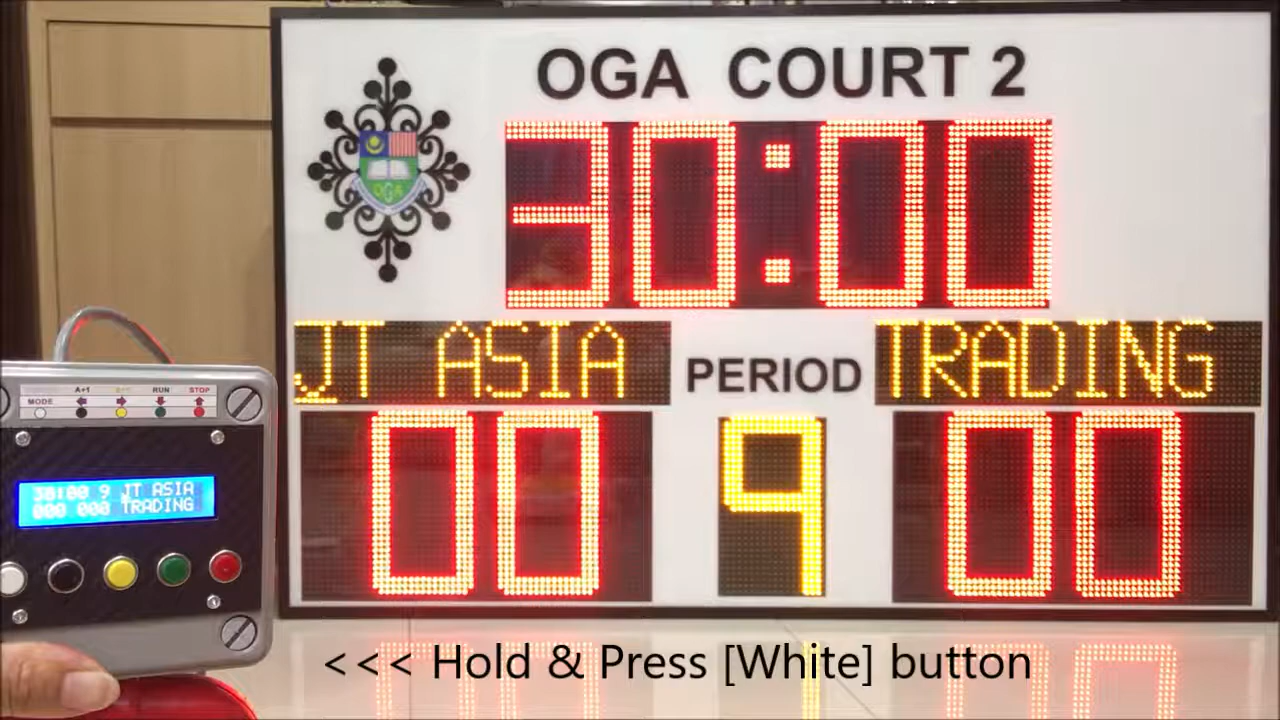 OGA COURT 2
OGA
30:00
JT ASIA
PERIOD
TRADING
00
9
00
A+1
RUN
STOP
MODE
30:00 9 JT ASIA
000 000 TRADING
<<< Hold & Press [White] button